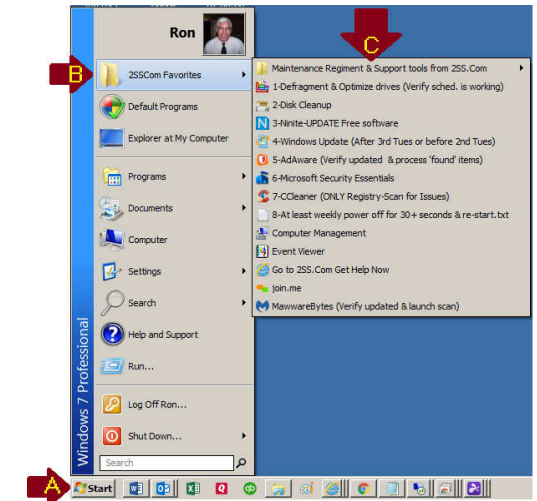 Ron
B
C
2SSCom Favorites
Default Programs
Explorer at My Computer
Programs
Documents
Computer
Settings
Search
Help and Support
Run...
Log Off Ron...
Shut Down...
Search
Windows 7 Professional
Maintenance Regiment & Support tools from 2SS.Com
1-Defragment & Optimize drives (Verify sched. is working)
2-Disk Cleanup
3-Ninite-UPDATE Free software
4-Windows Update (After 3rd Tues or before 2nd Tues)
5-AdAware (Verify updated & process 'found' items)
6-Microsoft Security Essentials
7-CCleaner (ONLY Registry-Scan for Issues)
8-At least weekly power off for 30+ seconds & re-start.txt
Computer Management
Event Viewer
Go to 2SS.Com Get Help Now
join.me
MawwareBytes (Verify updated & launch scan)
A
Start